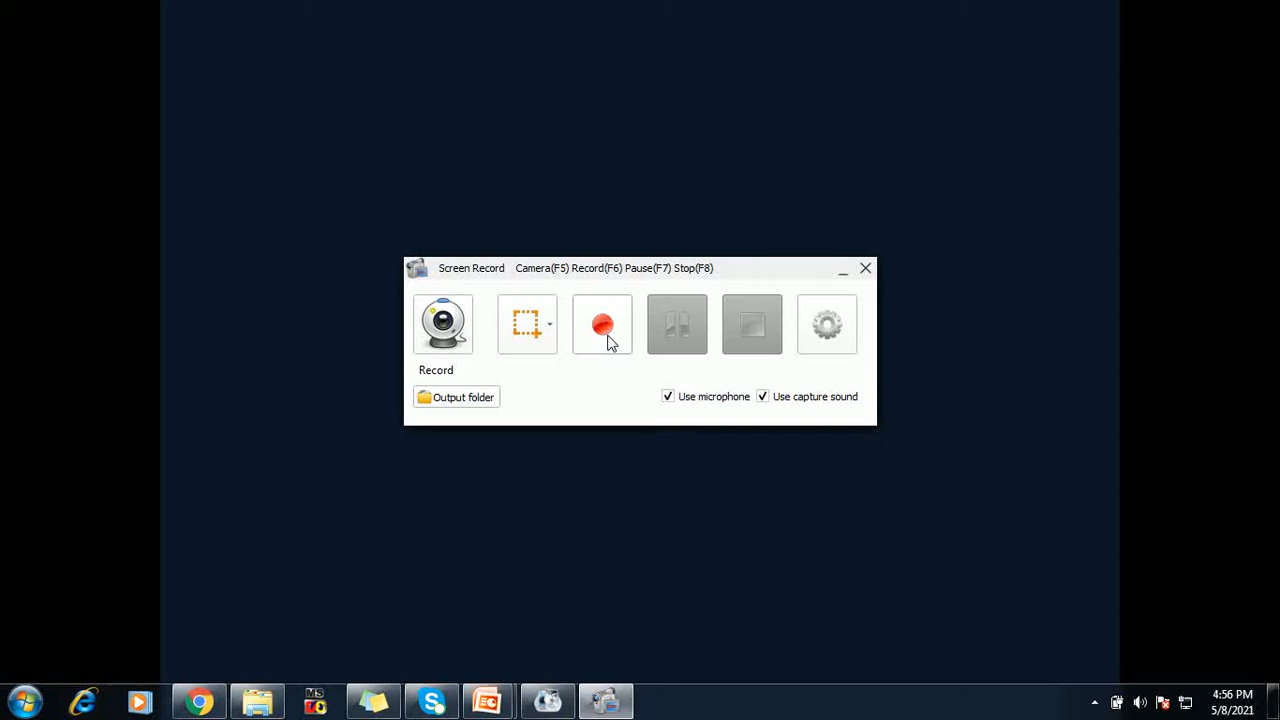 Screen Record Camera(F5) Record(F6) Pause(F7) Stop(F8)
Record
Output folder
Use microphone Use capture sound
MS
4:56 PM
5/8/2021